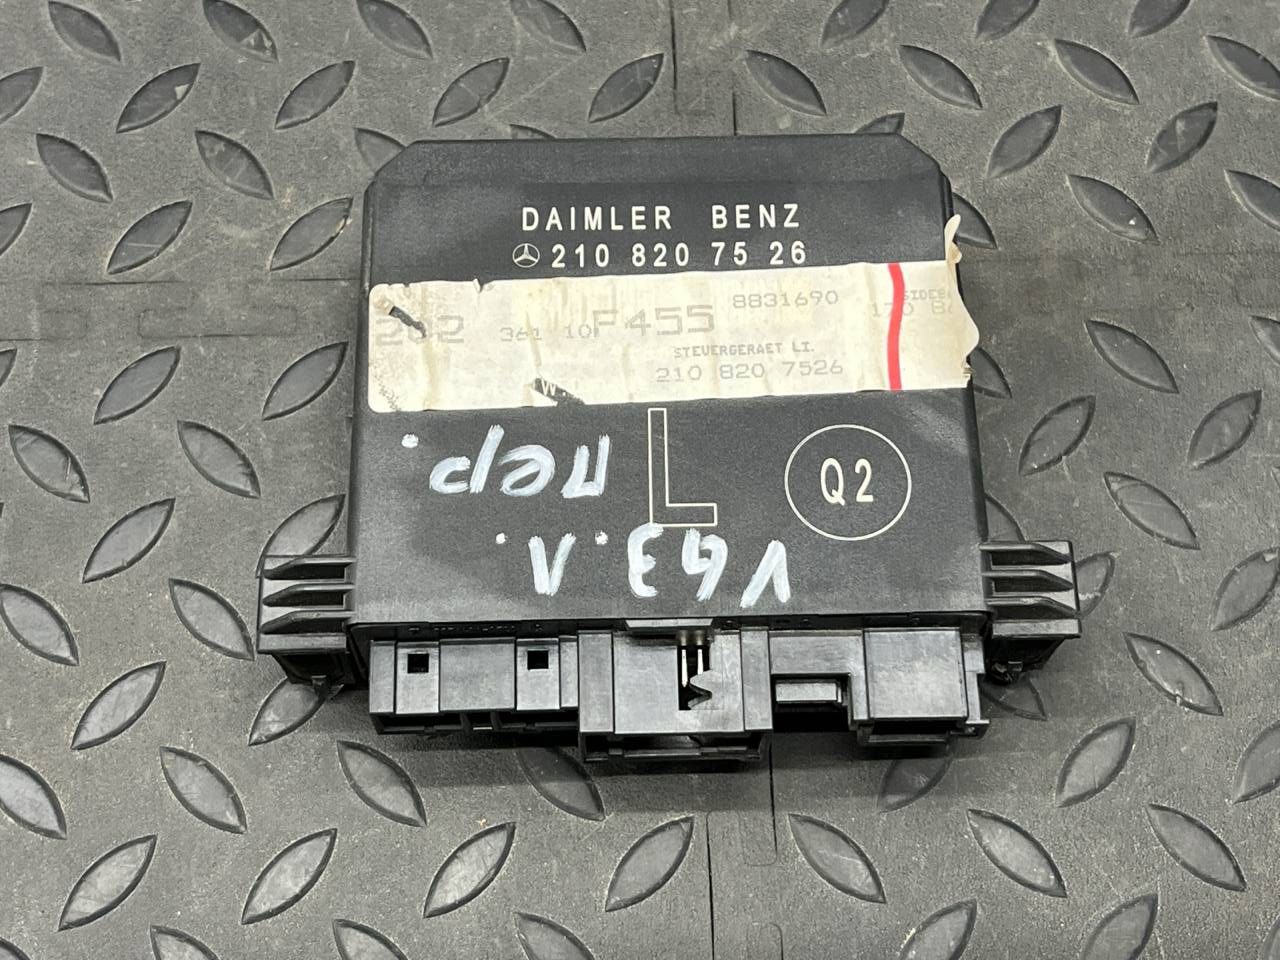 DAIMLER BENZ
210 820 75 26
202 361 10 F455 8831690
STEUERGERAET LI.
210 820 7526
L
Q2
пер.
V43.Л.